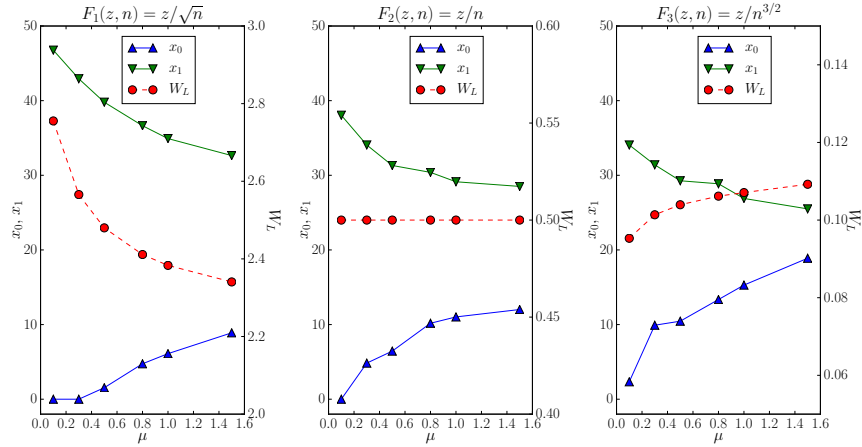 F₁(z, n) = z/√n
x₀
x₁
W_L
50
40
30
20
10
0
x₀, x₁
3.0
2.8
2.6
2.4
2.2
2.0
W_L
0.0 0.2 0.4 0.6 0.8 1.0 1.2 1.4 1.6
μ
F₂(z, n) = z/n
x₀
x₁
W_L
50
40
30
20
10
0
x₀, x₁
0.60
0.55
0.50
0.45
0.40
W_L
0.0 0.2 0.4 0.6 0.8 1.0 1.2 1.4 1.6
μ
F₃(z, n) = z/n^{3/2}
x₀
x₁
W_L
50
40
30
20
10
0
x₀, x₁
0.14
0.12
0.10
0.08
0.06
W_L
0.0 0.2 0.4 0.6 0.8 1.0 1.2 1.4 1.6
μ